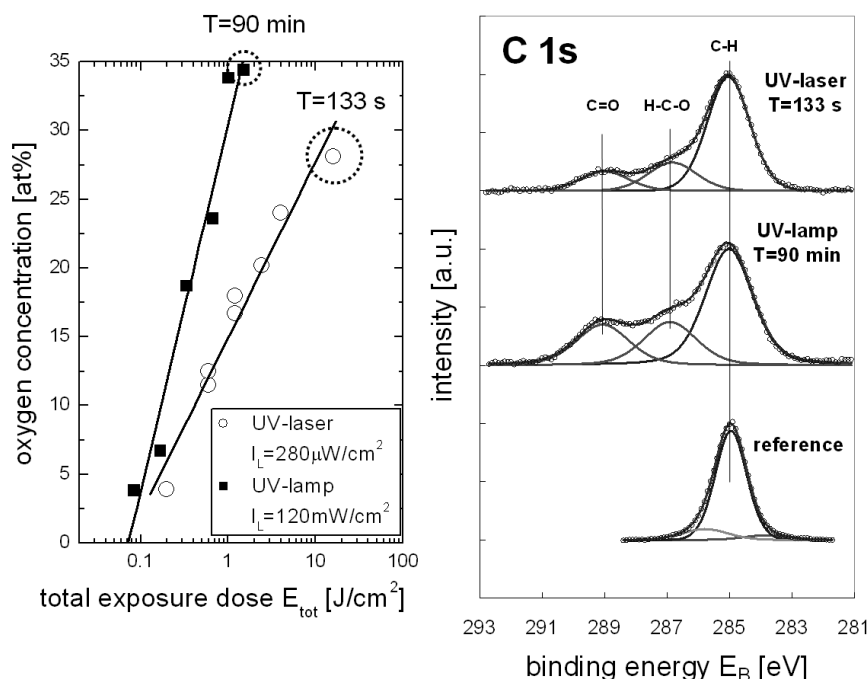 T=90 min
T=133 s
35
30
25
20
15
10
5
0
0.1 1 10 100
oxygen concentration [at%]
total exposure dose E_tot [J/cm²]
UV-laser
I_L=280μW/cm²
UV-lamp
I_L=120mW/cm²
C 1s
C-H
C=O
H-C-O
UV-laser
T=133 s
UV-lamp
T=90 min
reference
intensity [a.u.]
293 291 289 287 285 283 281
binding energy E_B [eV]